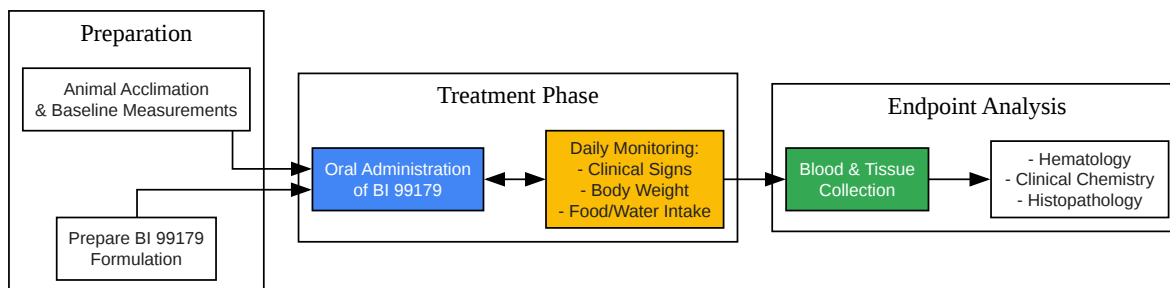 Preparation
Animal Acclimation
& Baseline Measurements
Prepare BI 99179
Formulation
Treatment Phase
Oral Administration
of BI 99179
Daily Monitoring:
- Clinical Signs
- Body Weight
- Food/Water Intake
Endpoint Analysis
Blood & Tissue
Collection
- Hematology
- Clinical Chemistry
- Histopathology